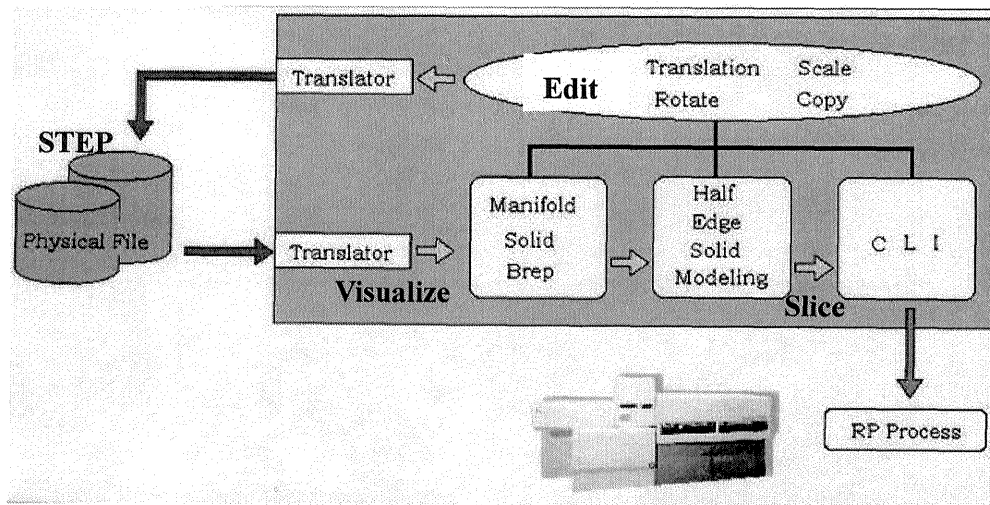 Translator
Edit
Translation Scale
Rotate Copy
STEP
Physical File
Translator
Visualize
Manifold
Solid
Brep
Half
Edge
Solid
Modeling
Slice
C L I
RP Process